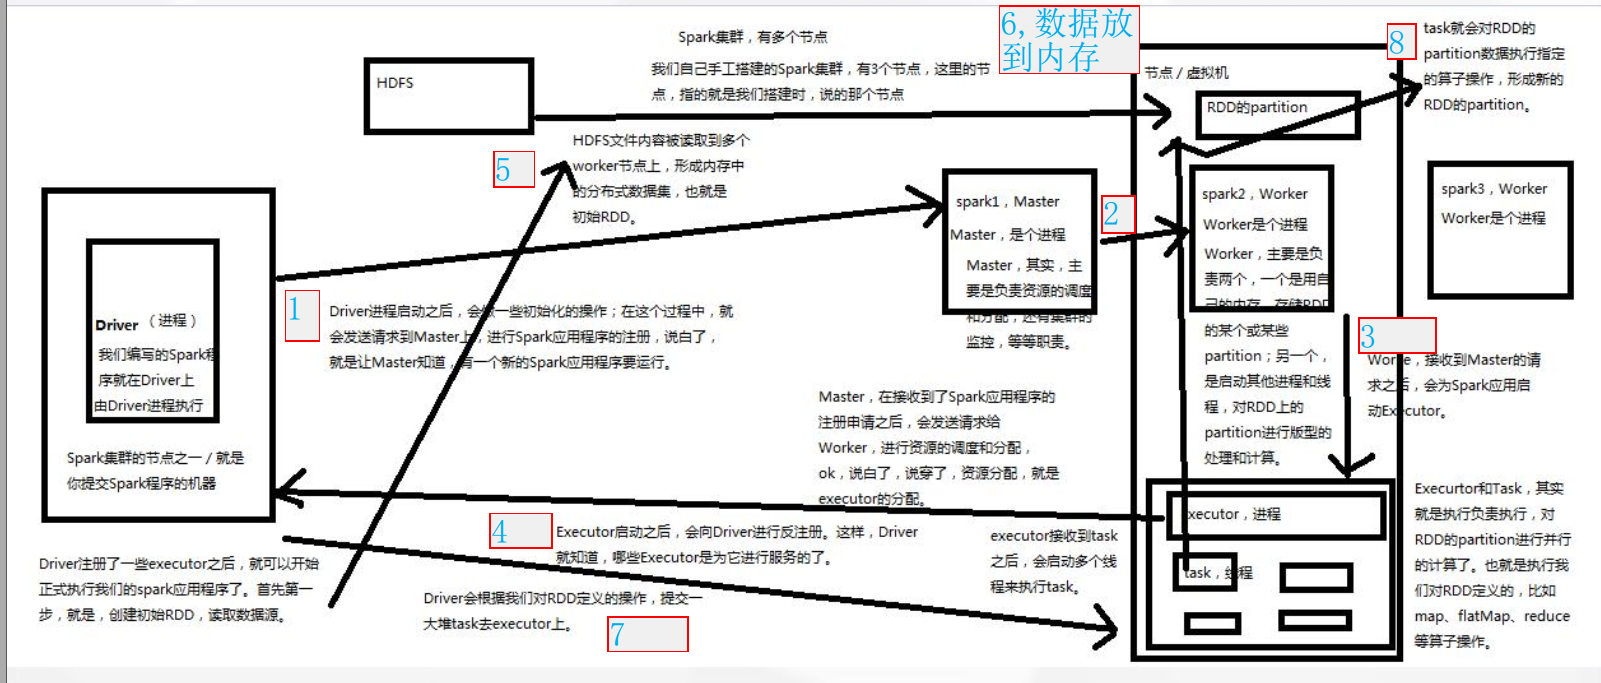 Spark集群，有多个节点
我们自己手工搭建的Spark集群，有3个节点，这里的节
点，指的就是我们搭建时，说的那个节点
6,数据放
到内存
8
task就会对RDD的
partition数据执行指定
的算子操作，形成新的
RDD的partition。
HDFS
节点 / 虚拟机
RDD的partition
5
HDFS文件内容被读取到多个
worker节点上，形成内存中
的分布式数据集，也就是
初始RDD。
spark1，Master
Master，是个进程
Master，其实，主
要是负责资源的调度
和分配，还有集群的
监控，等等职责。
2
spark2，Worker
Worker是个进程
Worker，主要是负
责两个，一个是用自
己的内存，存储RDD
的某个或某些
partition；另一个，
是启动其他进程和线
程，对RDD上的
partition进行版型的
处理和计算。
spark3，Worker
Worker是个进程
Driver （进程）
我们编写的Spark程
序就在Driver上
由Driver进程执行
Spark集群的节点之一 / 就是
你提交Spark程序的机器
1
Driver进程启动之后，会做一些初始化的操作；在这个过程中，就
会发送请求到Master上，进行Spark应用程序的注册，说白了，
就是让Master知道，有一个新的Spark应用程序要运行。
3
接收到Master的请
求之后，会为Spark应用启
动Executor。
Master，在接收到了Spark应用程序的
注册申请之后，会发送请求给
Worker，进行资源的调度和分配，
ok，说白了，说穿了，资源分配，就是
executor的分配。
4
Executor启动之后，会向Driver进行反注册。这样，Driver
就知道，哪些Executor是为它进行服务的了。
executor接收到task
之后，会启动多个线
程来执行task。
executor，进程
task，线程
Execurtor和Task，其实
就是执行负责执行，对
RDD的partition进行并行
的计算了。也就是执行我
们对RDD定义的，比如
map、flatMap、reduce
等算子操作。
Driver注册了一些executor之后，就可以开始
正式执行我们的spark应用程序了。首先第一
步，就是，创建初始RDD，读取数据源。
Driver会根据我们对RDD定义的操作，提交一
大堆task去executor上。
7